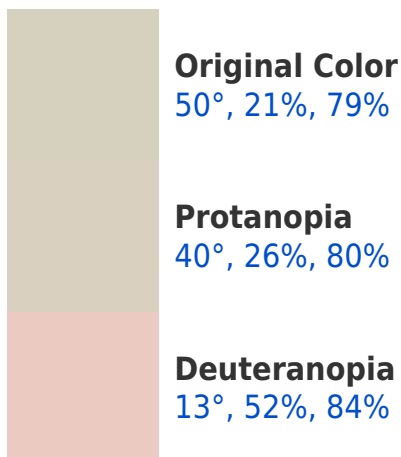 Original Color
50°, 21%, 79%
Protanopia
40°, 26%, 80%
Deuteranopia
13°, 52%, 84%